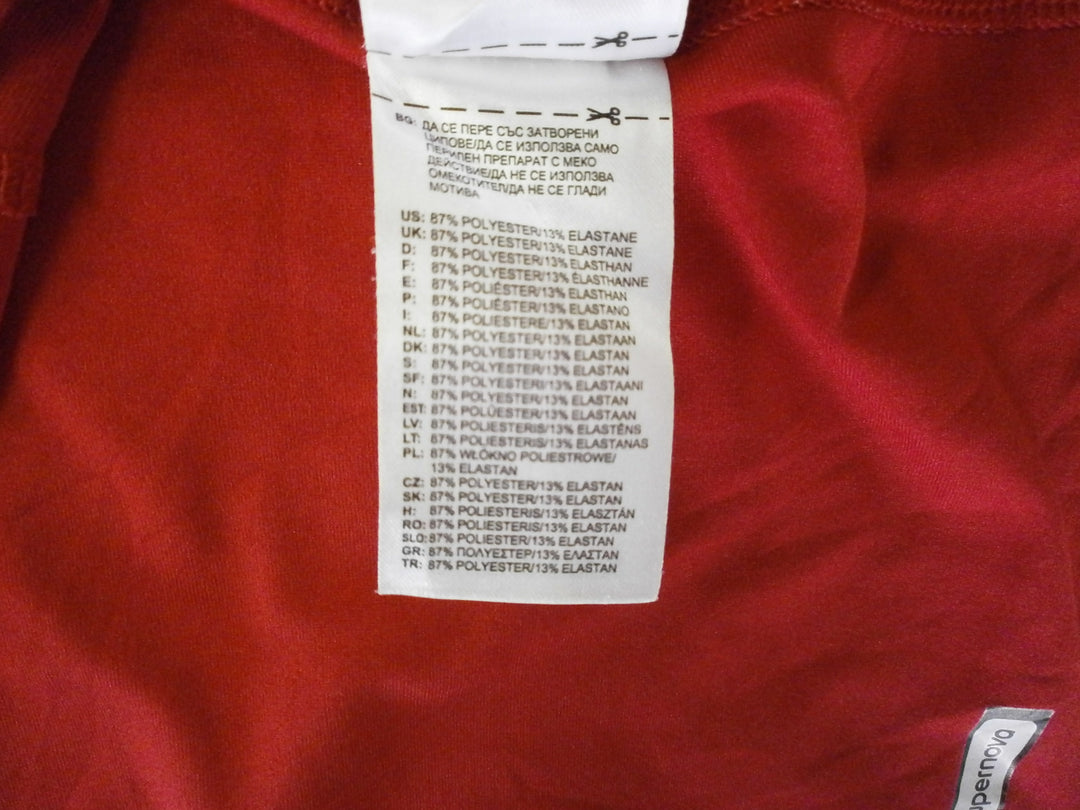 BG: ДА СЕ ПЕРЕ СЪС ЗАТВОРЕНИ
ЦИПОВЕ/ДА СЕ ИЗПОЛЗВА САМО
ПЕРИЛЕН ПРЕПАРАТ С МЕКО
ДЕЙСТВИЕ/ДА НЕ СЕ ИЗПОЛЗВА
ОМЕКОТИТЕЛ/ДА НЕ СЕ ГЛАДИ
МОТИВА
US: 87% POLYESTER/13% ELASTANE
UK: 87% POLYESTER/13% ELASTANE
D: 87% POLYESTER/13% ELASTHAN
F: 87% POLYESTER/13% ÉLASTHANNE
E: 87% POLIÉSTER/13% ELASTHAN
P: 87% POLIÉSTER/13% ELASTANO
I: 87% POLIESTERE/13% ELASTAN
NL: 87% POLYESTER/13% ELASTAAN
DK: 87% POLYESTER/13% ELASTAN
S: 87% POLYESTER/13% ELASTAN
SF: 87% POLYESTERI/13% ELASTAANI
N: 87% POLYESTER/13% ELASTAN
EST: 87% POLÜESTER/13% ELASTAAN
LV: 87% POLIESTERIS/13% ELASTĒNS
LT: 87% POLIESTERIS/13% ELASTANAS
PL: 87% WŁÓKNO POLIESTROWE/
13% ELASTAN
CZ: 87% POLYESTER/13% ELASTAN
SK: 87% POLYESTER/13% ELASTAN
H: 87% POLIESTERIS/13% ELASZTÁN
RO: 87% POLIESTERIS/13% ELASTAN
SLO: 87% POLIESTER/13% ELASTAN
GR: 87% ΠΟΛΥΕΣΤΕΡ/13% ΕΛΑΣΤΑΝ
TR: 87% POLYESTER/13% ELASTAN
upernova